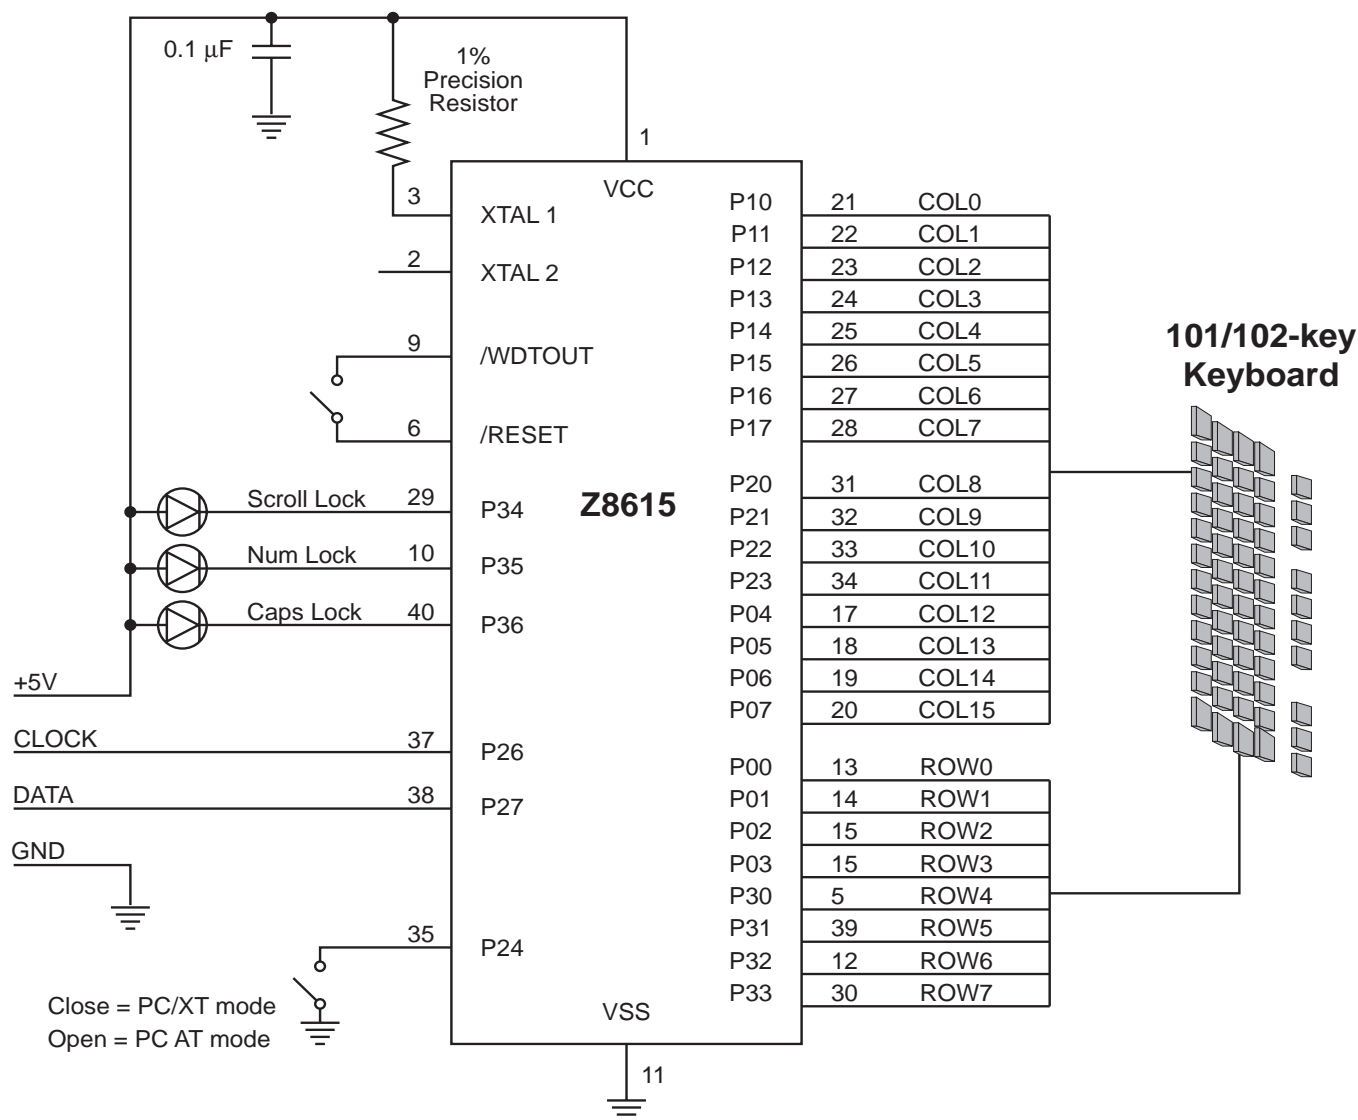 0.1 μF
1%
Precision
Resistor
1
VCC
3
XTAL 1
2
XTAL 2
9
/WDTOUT
6
/RESET
Scroll Lock 29
P34
Num Lock 10
P35
Caps Lock 40
P36
Z8615
+5V
CLOCK 37
P26
DATA 38
P27
GND
35
P24
Close = PC/XT mode
Open = PC AT mode
VSS
11
P10 21 COL0
P11 22 COL1
P12 23 COL2
P13 24 COL3
P14 25 COL4
P15 26 COL5
P16 27 COL6
P17 28 COL7
P20 31 COL8
P21 32 COL9
P22 33 COL10
P23 34 COL11
P04 17 COL12
P05 18 COL13
P06 19 COL14
P07 20 COL15
P00 13 ROW0
P01 14 ROW1
P02 15 ROW2
P03 15 ROW3
P30 5 ROW4
P31 39 ROW5
P32 12 ROW6
P33 30 ROW7
101/102-key
Keyboard